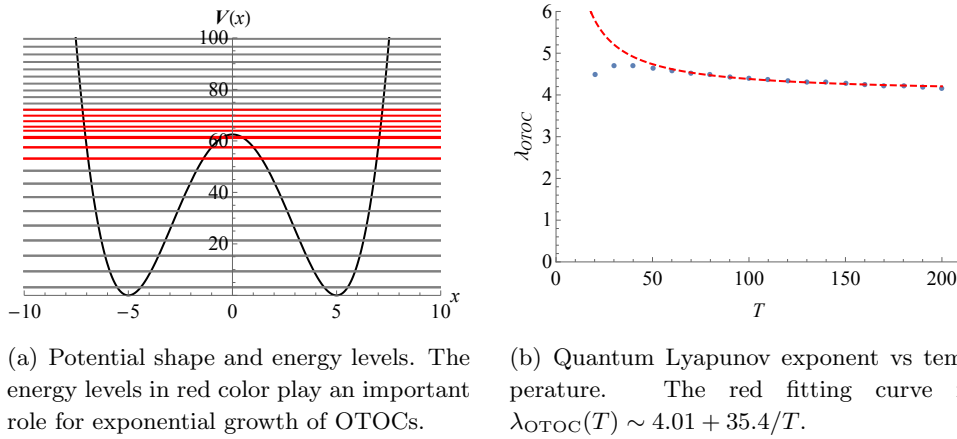 V(x)
100
80
60
40
20
-10
-5
0
5
10
x
6
5
4
3
2
1
0
0
50
100
150
200
λOTOC
T
(a) Potential shape and energy levels. The
energy levels in red color play an important
role for exponential growth of OTOCs.
(b) Quantum Lyapunov exponent vs tem
perature. The red fitting curve
λOTOC(T) ∼ 4.01 + 35.4/T.